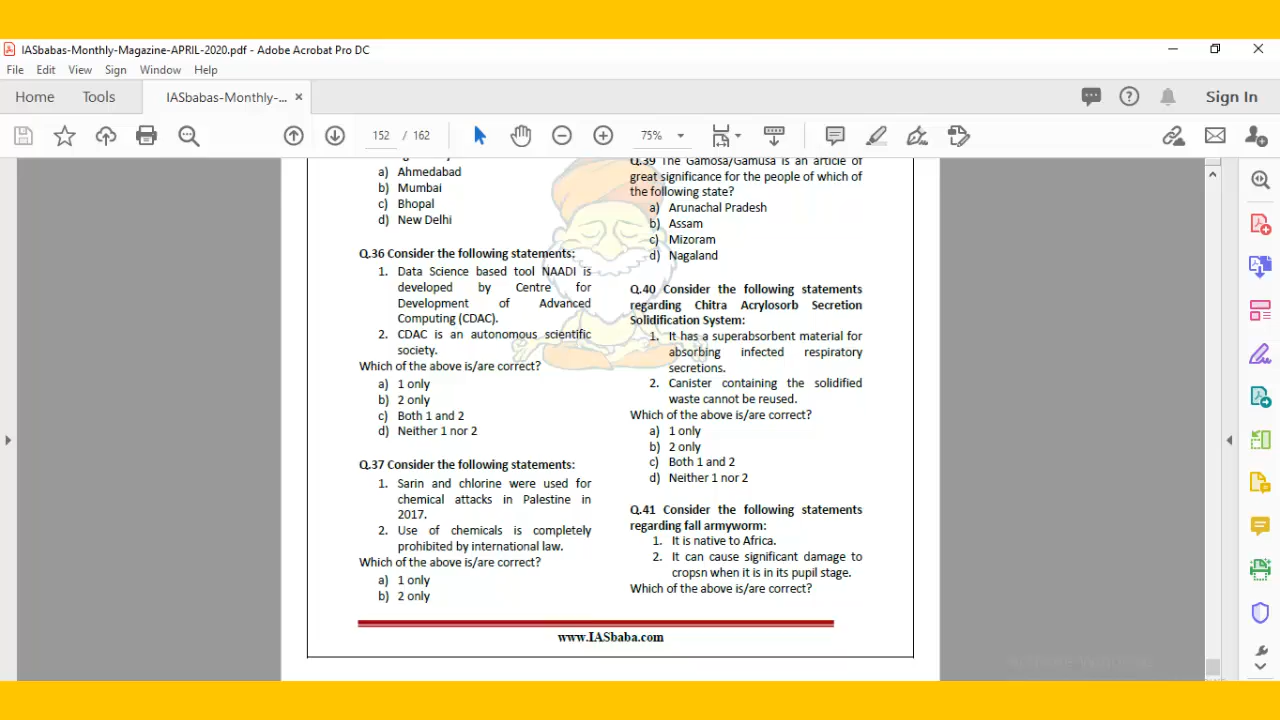 IASbabas-Monthly-Magazine-APRIL-2020.pdf - Adobe Acrobat Pro DC
File Edit View Sign Window Help
Home Tools IASbabas-Monthly-... ×
Sign In
152 / 162
75%
a) Ahmedabad
b) Mumbai
c) Bhopal
d) New Delhi
Q.36 Consider the following statements:
1. Data Science based tool NAADI is
developed by Centre for
Development of Advanced
Computing (CDAC).
2. CDAC is an autonomous scientific
society.
Which of the above is/are correct?
a) 1 only
b) 2 only
c) Both 1 and 2
d) Neither 1 nor 2
Q.37 Consider the following statements:
1. Sarin and chlorine were used for
chemical attacks in Palestine in
2017.
2. Use of chemicals is completely
prohibited by international law.
Which of the above is/are correct?
a) 1 only
b) 2 only
Q.39 The Gamosa/Gamusa is an article of
great significance for the people of which of
the following state?
a) Arunachal Pradesh
b) Assam
c) Mizoram
d) Nagaland
Q.40 Consider the following statements
regarding Chitra Acrylosorb Secretion
Solidification System:
1. It has a superabsorbent material for
absorbing infected respiratory
secretions.
2. Canister containing the solidified
waste cannot be reused.
Which of the above is/are correct?
a) 1 only
b) 2 only
c) Both 1 and 2
d) Neither 1 nor 2
Q.41 Consider the following statements
regarding fall armyworm:
1. It is native to Africa.
2. It can cause significant damage to
cropsn when it is in its pupil stage.
Which of the above is/are correct?
www.IASbaba.com